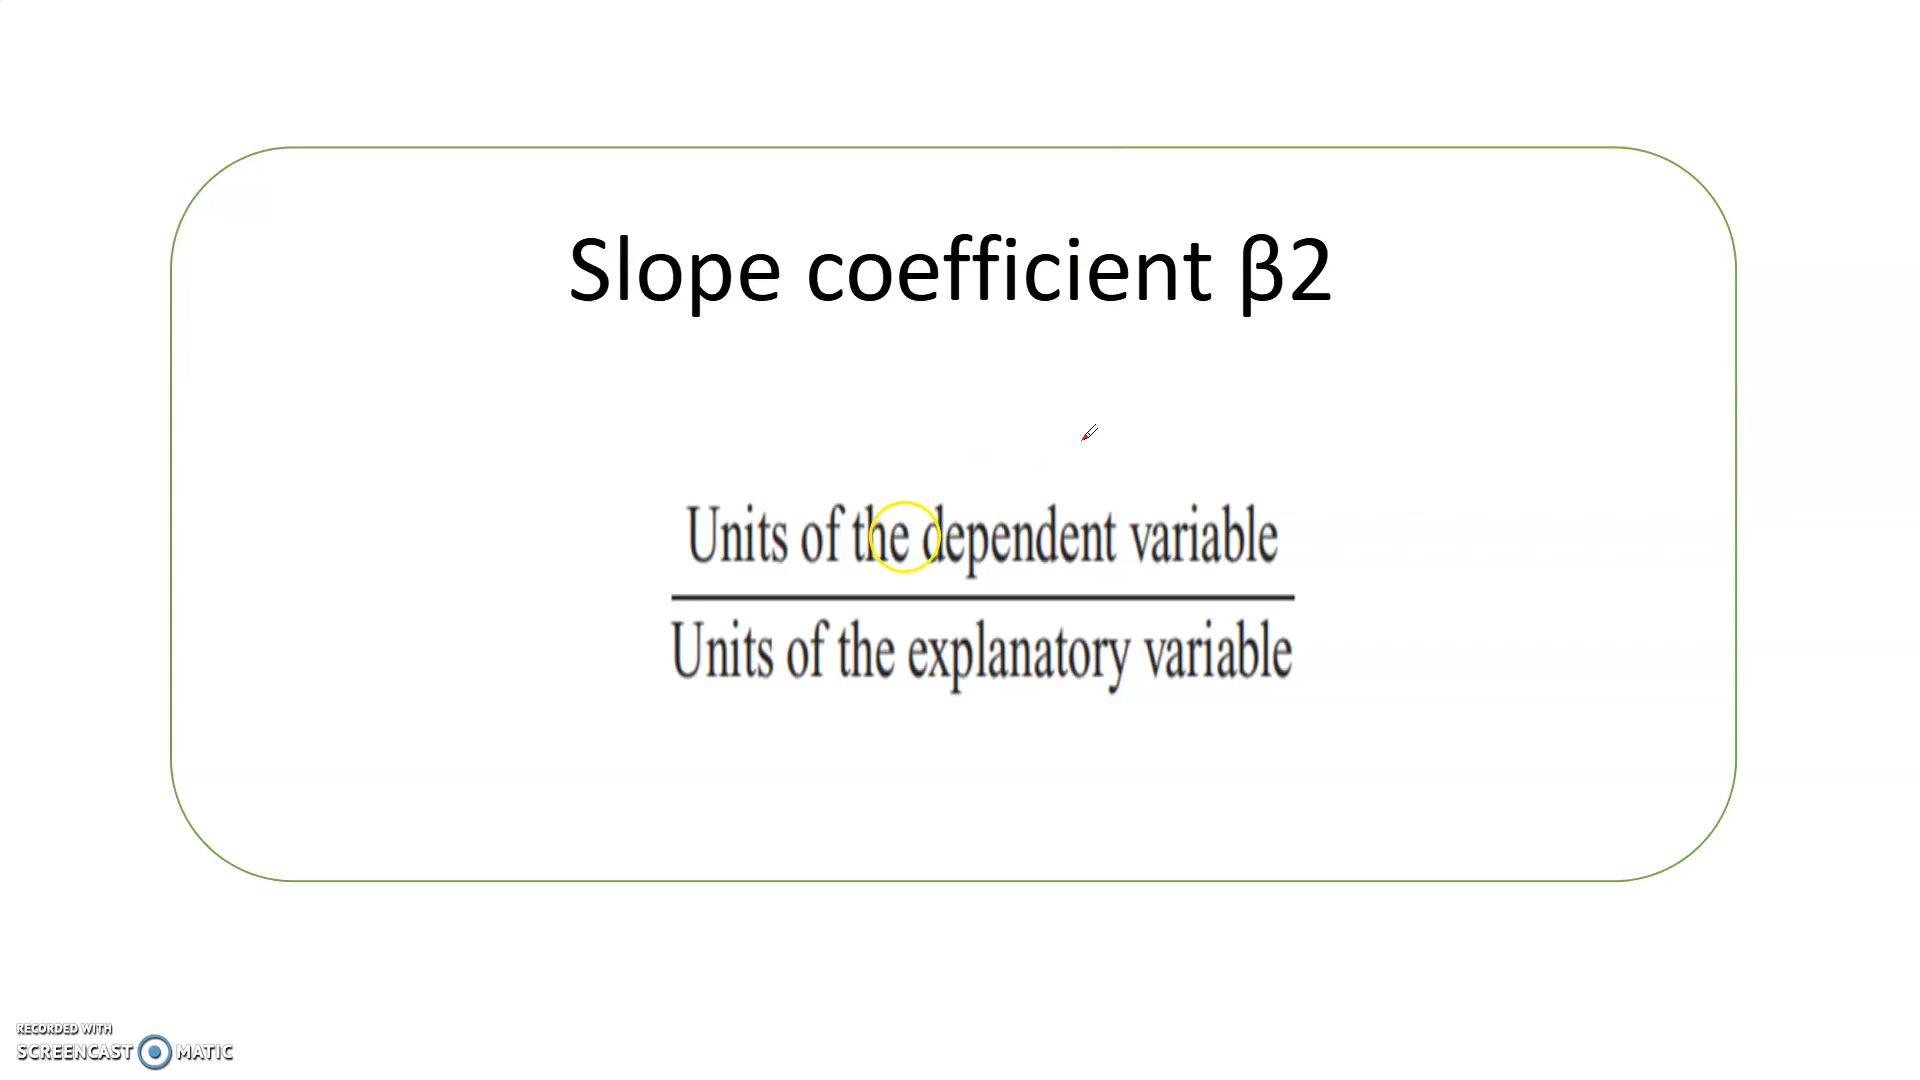 Slope coefficient β2
Units of the dependent variable
Units of the explanatory variable
RECORDED WITH
SCREENCAST MATIC